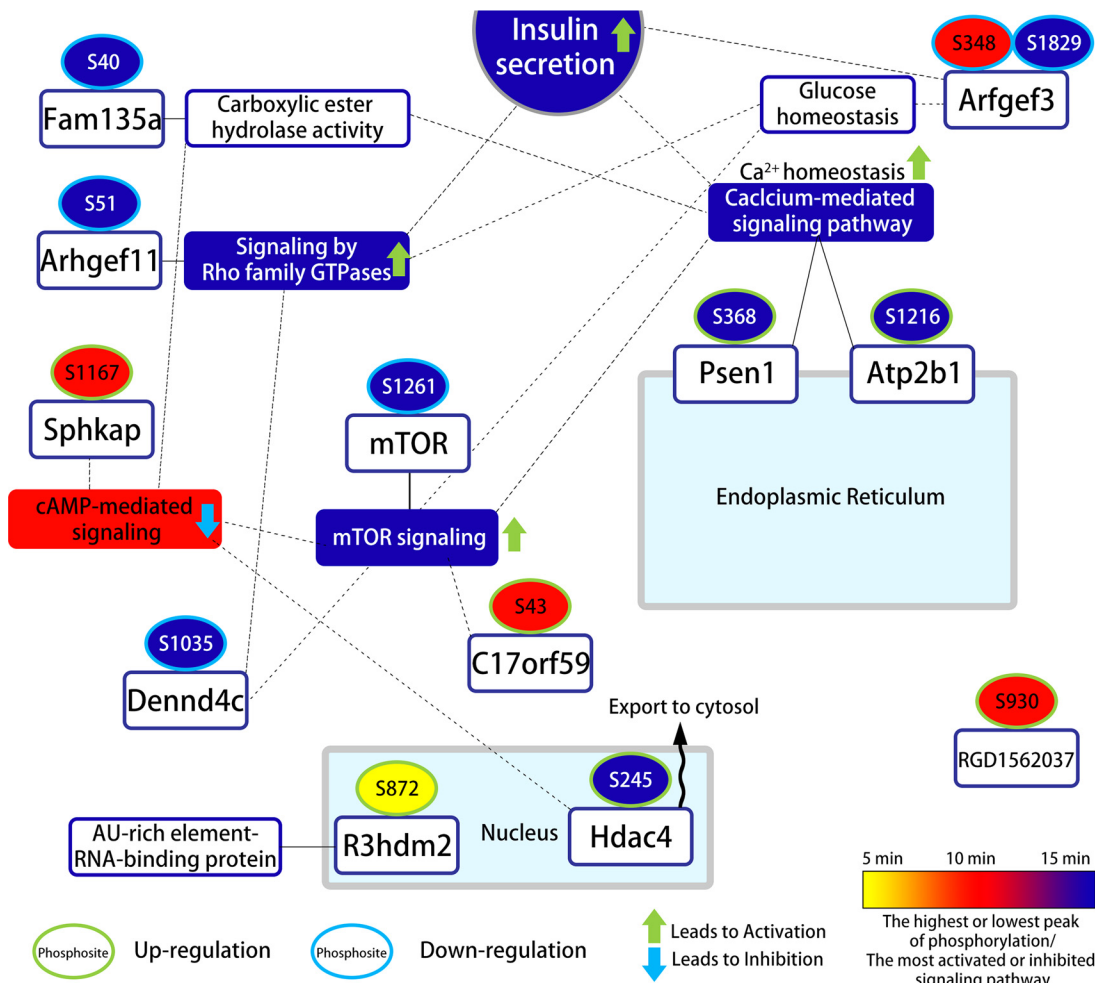 Insulin
secretion
S40
Fam135a
Carboxylic ester
hydrolase activity
S348
S1829
Arfgef3
Glucose
homeostasis
Ca²⁺ homeostasis
Caclcium-mediated
signaling pathway
S51
Arhgef11
Signaling by
Rho family GTPases
S368
Psen1
S1216
Atp2b1
S1167
Sphkap
S1261
mTOR
Endoplasmic Reticulum
cAMP-mediated
signaling
mTOR signaling
S43
C17orf59
S1035
Dennd4c
Export to cytosol
S930
RGD1562037
S872
R3hdm2
Nucleus
S245
Hdac4
AU-rich element-
RNA-binding protein
5 min
10 min
15 min
The highest or lowest peak
of phosphorylation/
The most activated or inhibited
signaling pathway
Phosphosite
Up-regulation
Phosphosite
Down-regulation
Leads to Activation
Leads to Inhibition